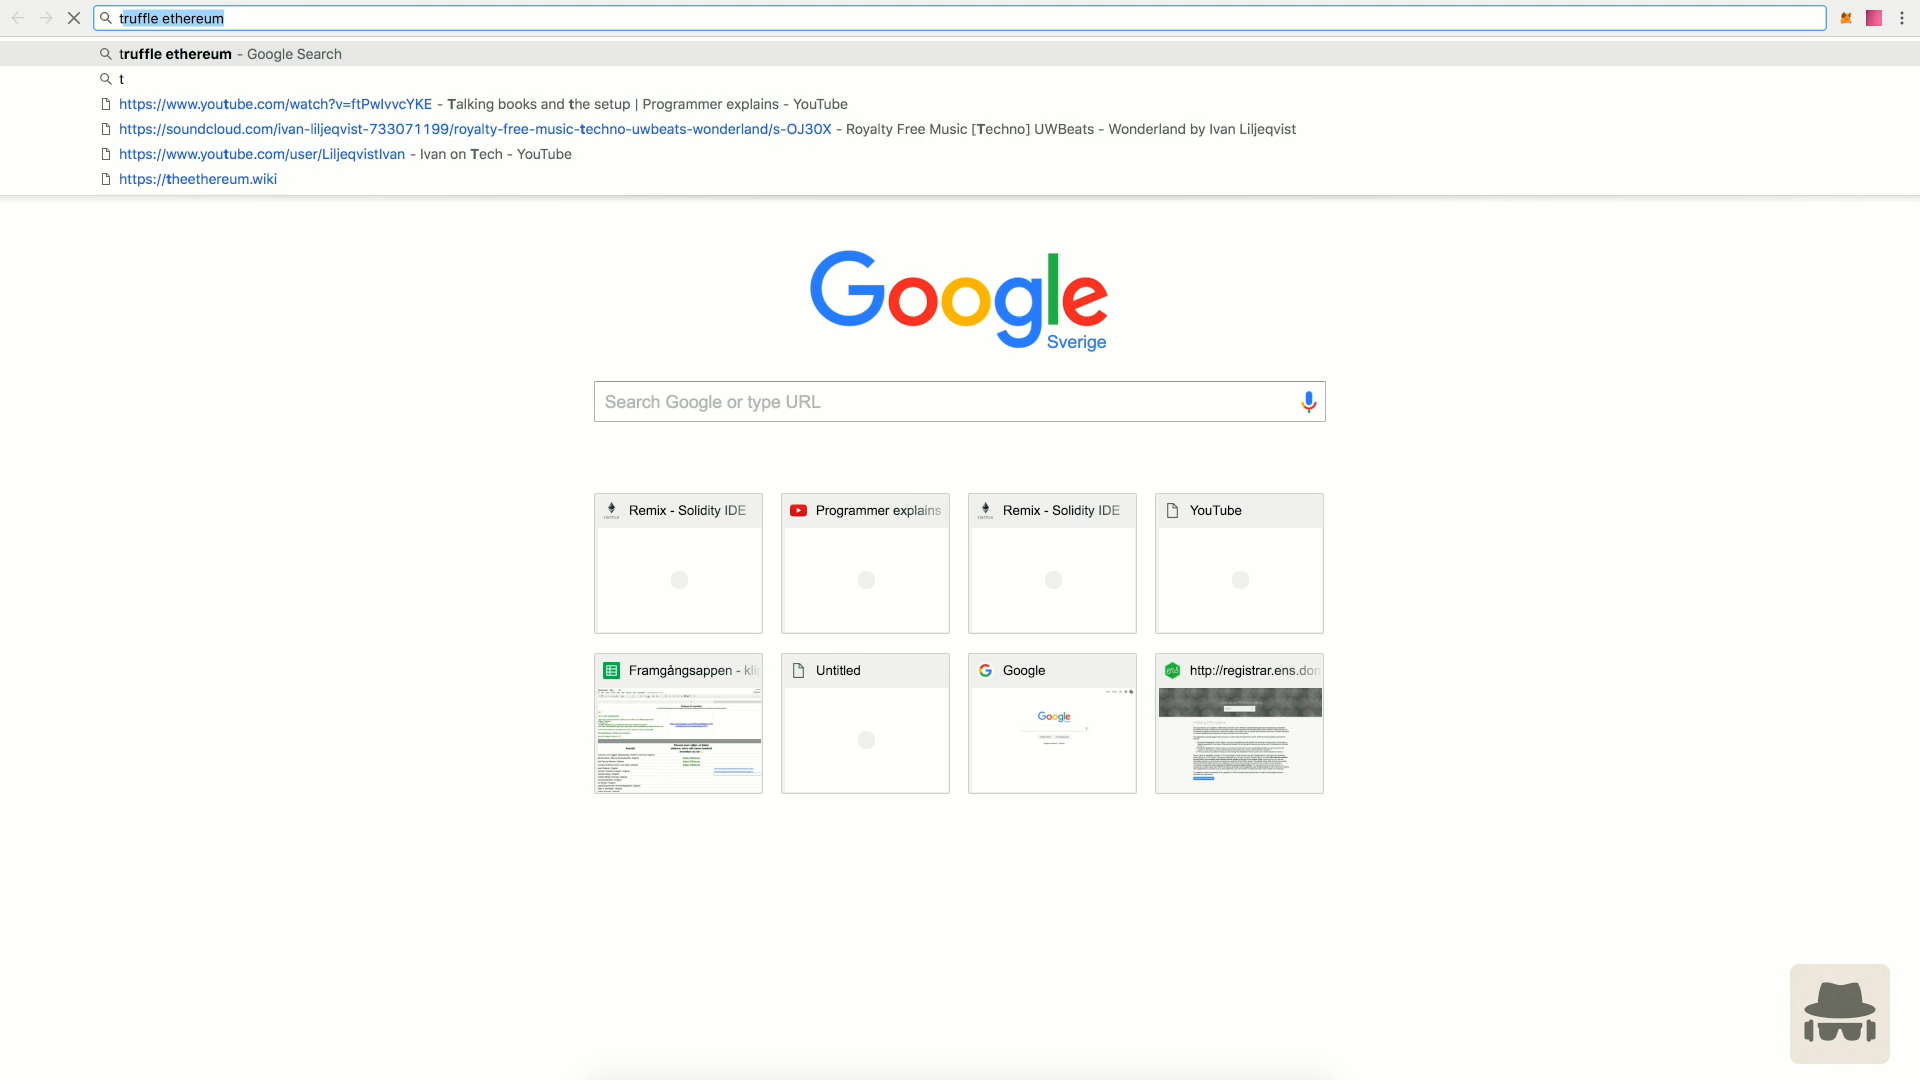 truffle ethereum
truffle ethereum - Google Search
t
https://www.youtube.com/watch?v=ftPwIvvcYKE - Talking books and the setup | Programmer explains - YouTube
https://soundcloud.com/ivan-liljeqvist-733071199/royalty-free-music-techno-uwbeats-wonderland/s-OJ30X - Royalty Free Music [Techno] UWBeats - Wonderland by Ivan Liljeqvist
https://www.youtube.com/user/LiljeqvistIvan - Ivan on Tech - YouTube
https://theethereum.wiki
Google
Sverige
Search Google or type URL
Remix - Solidity IDE
Programmer explains
Remix - Solidity IDE
YouTube
Framgångsappen - kli
Untitled
Google
http://registrar.ens.dom
Google